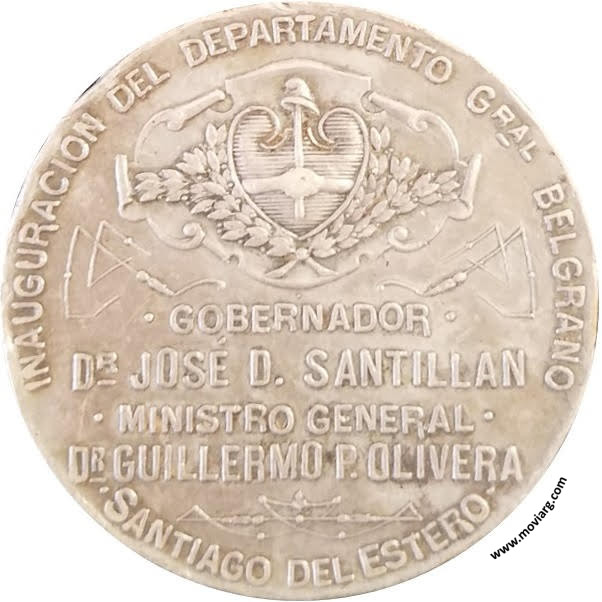 INAUGURACION DEL DEPARTAMENTO GRAL BELGRANO
· GOBERNADOR ·
DR JOSÉ D. SANTILLAN
· MINISTRO GENERAL ·
DR GUILLERMO P. OLIVERA
· SANTIAGO DEL ESTERO ·
www.moviarg.com